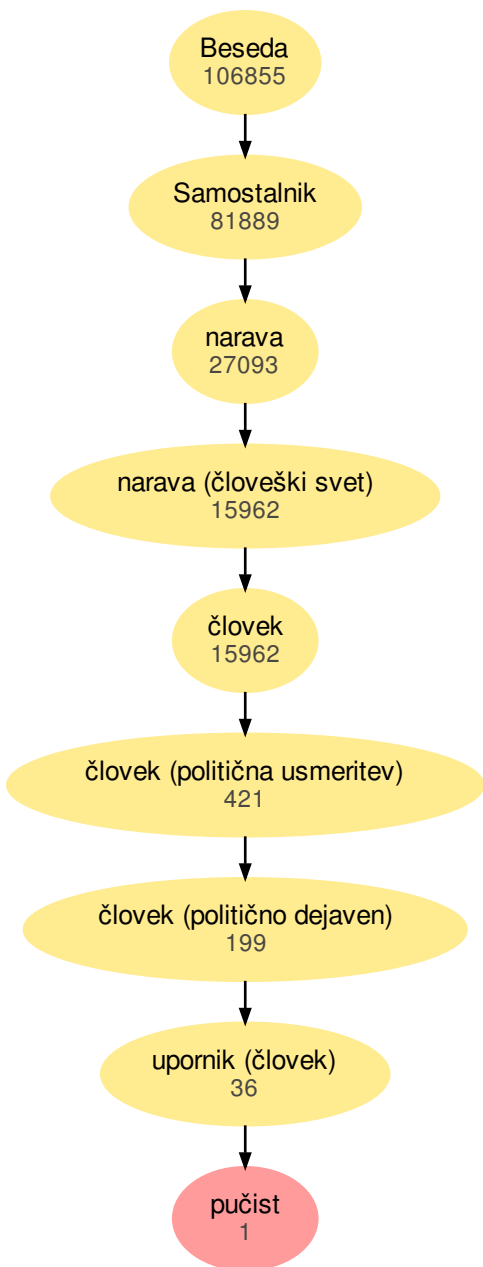 Beseda
106855
Samostalnik
81889
narava
27093
narava (človeški svet)
15962
človek
15962
človek (politična usmeritev)
421
človek (politično dejaven)
199
upornik (človek)
36
pučist
1